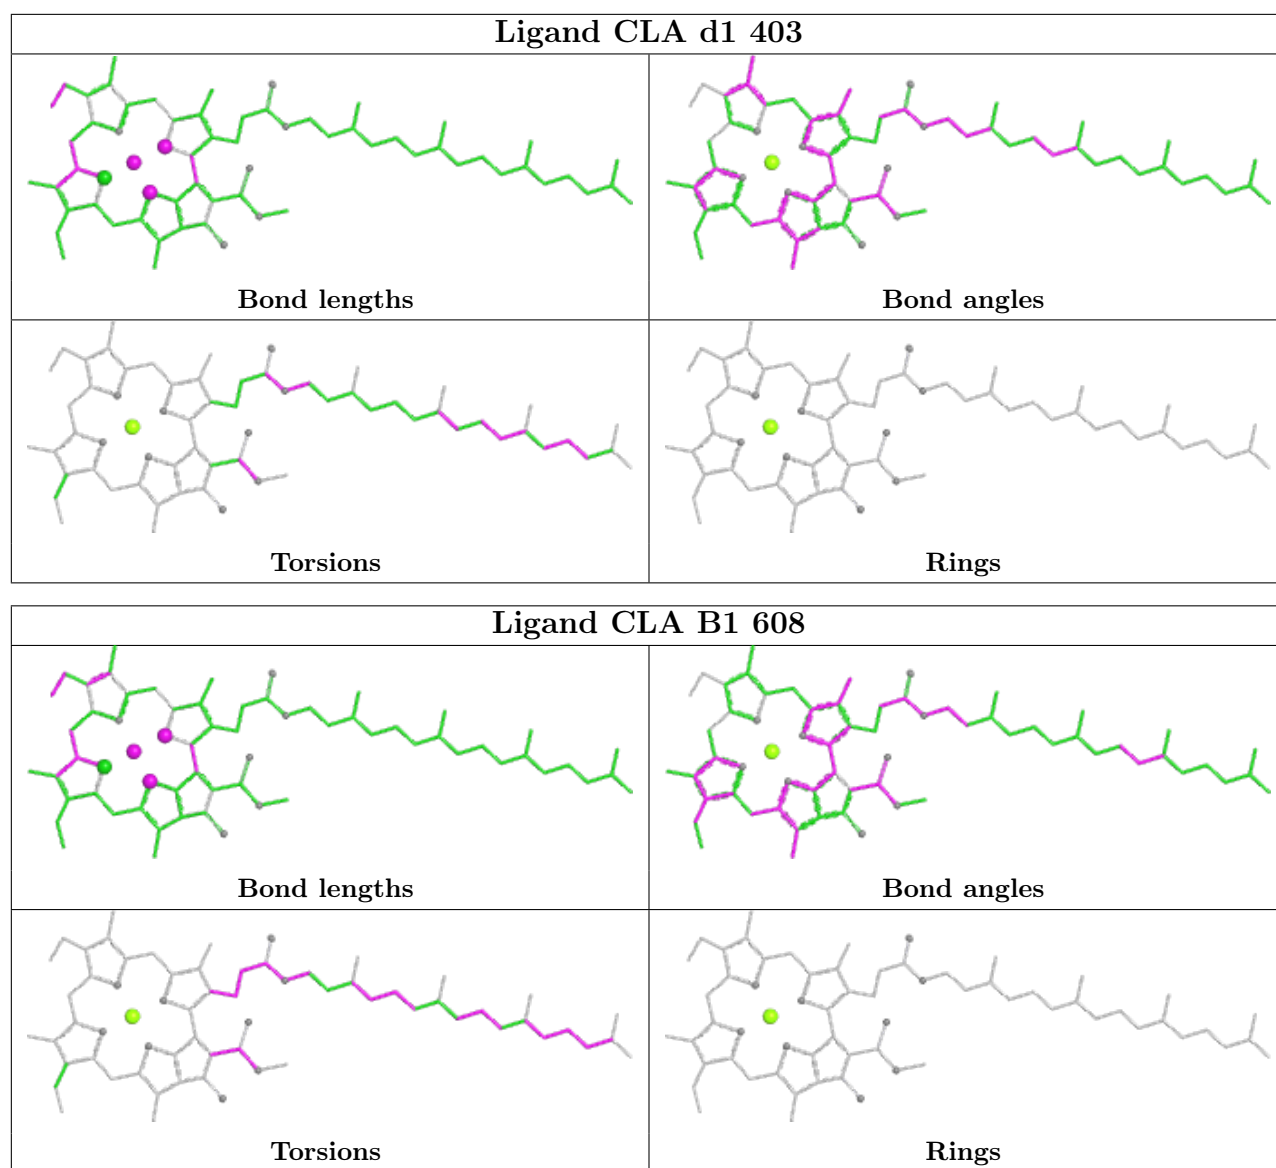 Ligand CLA d1 403
Bond lengths
Bond angles
Torsions
Rings
Ligand CLA B1 608
Bond lengths
Bond angles
Torsions
Rings